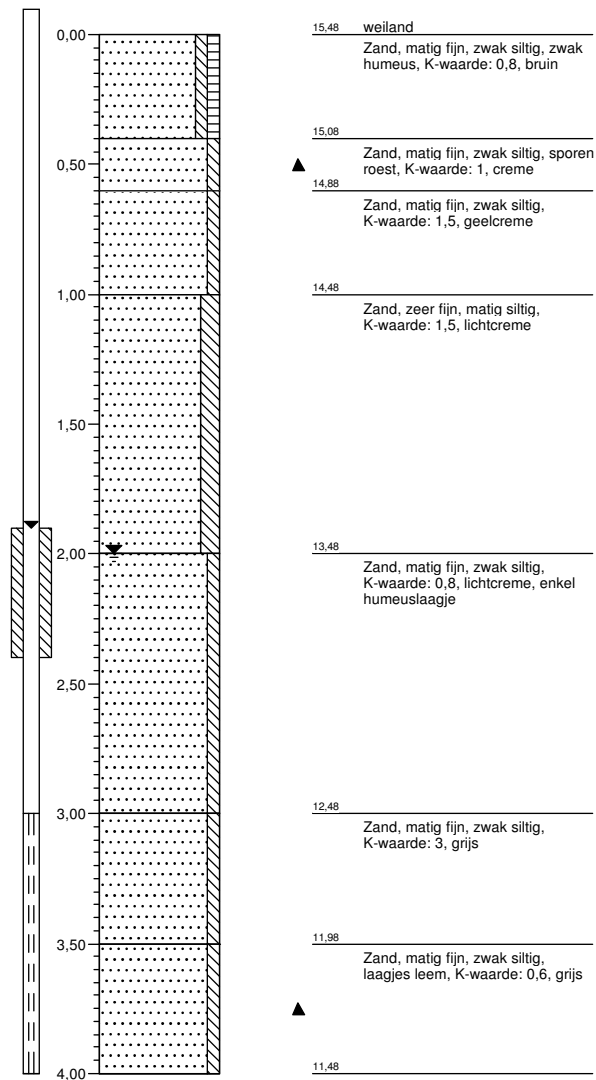 0,00
15,48 weiland
Zand, matig fijn, zwak siltig, zwak
humeus, K-waarde: 0,8, bruin
15,08
0,50
Zand, matig fijn, zwak siltig, sporen
roest, K-waarde: 1, creme
14,88
Zand, matig fijn, zwak siltig,
K-waarde: 1,5, geelcreme
1,00
14,48
Zand, zeer fijn, matig siltig,
K-waarde: 1,5, lichtcreme
1,50
2,00
13,48
Zand, matig fijn, zwak siltig,
K-waarde: 0,8, lichtcreme, enkel
humeuslaagje
2,50
3,00
12,48
Zand, matig fijn, zwak siltig,
K-waarde: 3, grijs
3,50
11,98
Zand, matig fijn, zwak siltig,
laagjes leem, K-waarde: 0,6, grijs
4,00
11,48